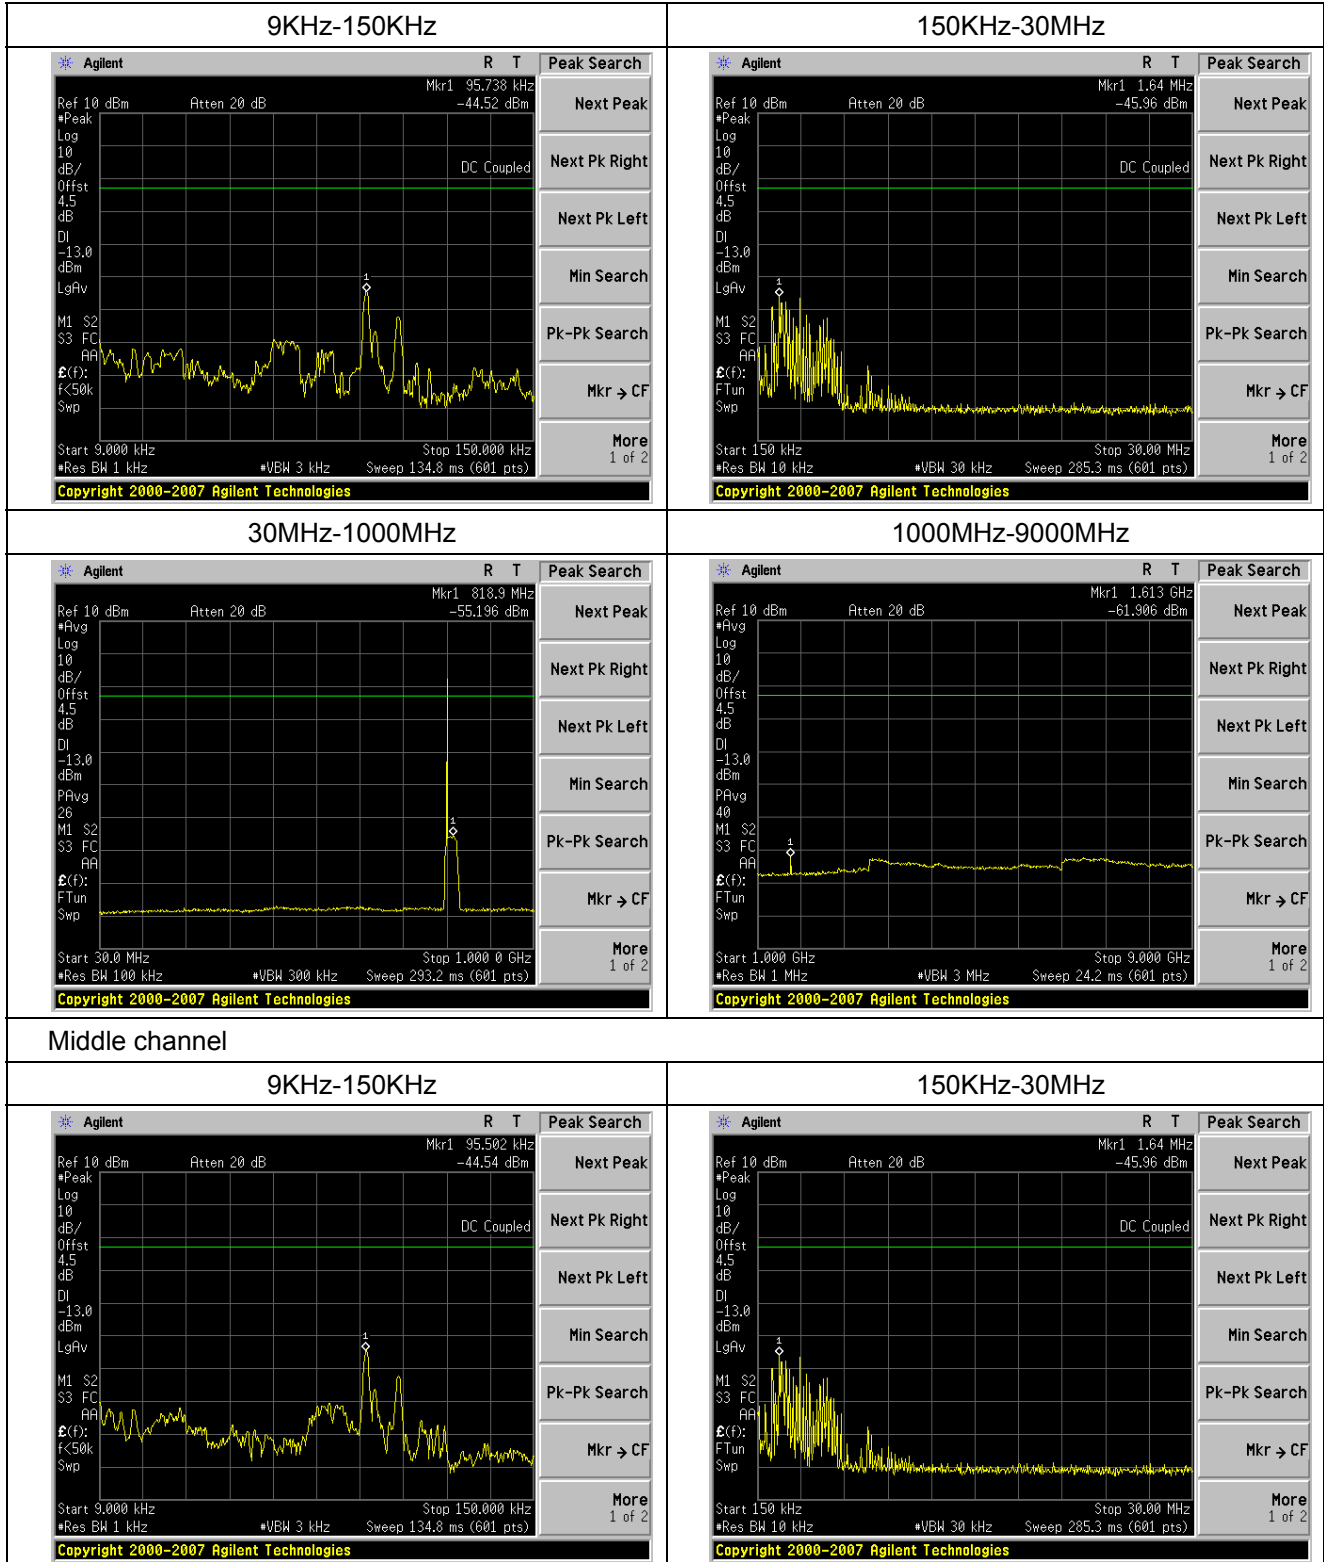 9KHz-150KHz
150KHz-30MHz
Agilent R T Peak Search
Mkr1 95.738 kHz
Ref 10 dBm Atten 20 dB -44.52 dBm
#Peak
Log
10
dB/
Offst
4.5
dB
DI
-13.0
dBm
LgAv
M1 S2
S3 FC
AA
£(f):
f<50k
Swp
DC Coupled
1
Start 9.000 kHz Stop 150.000 kHz
#Res BW 1 kHz #VBW 3 kHz Sweep 134.8 ms (601 pts)
Copyright 2000-2007 Agilent Technologies
Next Peak
Next Pk Right
Next Pk Left
Min Search
Pk-Pk Search
Mkr → CF
More
1 of 2
Agilent R T Peak Search
Mkr1 1.64 MHz
Ref 10 dBm Atten 20 dB -45.96 dBm
#Peak
Log
10
dB/
Offst
4.5
dB
DI
-13.0
dBm
LgAv
M1 S2
S3 FC
AA
£(f):
FTun
Swp
DC Coupled
1
Start 150 kHz Stop 30.00 MHz
#Res BW 10 kHz #VBW 30 kHz Sweep 285.3 ms (601 pts)
Copyright 2000-2007 Agilent Technologies
Next Peak
Next Pk Right
Next Pk Left
Min Search
Pk-Pk Search
Mkr → CF
More
1 of 2
30MHz-1000MHz
1000MHz-9000MHz
Agilent R T Peak Search
Mkr1 818.9 MHz
Ref 10 dBm Atten 20 dB -55.196 dBm
#Avg
Log
10
dB/
Offst
4.5
dB
DI
-13.0
dBm
PAvg
26
M1 S2
S3 FC
AA
£(f):
FTun
Swp
1
Start 30.0 MHz Stop 1.000 0 GHz
#Res BW 100 kHz #VBW 300 kHz Sweep 293.2 ms (601 pts)
Copyright 2000-2007 Agilent Technologies
Next Peak
Next Pk Right
Next Pk Left
Min Search
Pk-Pk Search
Mkr → CF
More
1 of 2
Agilent R T Peak Search
Mkr1 1.613 GHz
Ref 10 dBm Atten 20 dB -61.906 dBm
#Avg
Log
10
dB/
Offst
4.5
dB
DI
-13.0
dBm
PAvg
40
M1 S2
S3 FC
AA
£(f):
FTun
Swp
1
Start 1.000 GHz Stop 9.000 GHz
#Res BW 1 MHz #VBW 3 MHz Sweep 24.2 ms (601 pts)
Copyright 2000-2007 Agilent Technologies
Next Peak
Next Pk Right
Next Pk Left
Min Search
Pk-Pk Search
Mkr → CF
More
1 of 2
Middle channel
9KHz-150KHz
150KHz-30MHz
Agilent R T Peak Search
Mkr1 95.502 kHz
Ref 10 dBm Atten 20 dB -44.54 dBm
#Peak
Log
10
dB/
Offst
4.5
dB
DI
-13.0
dBm
LgAv
M1 S2
S3 FC
AA
£(f):
f<50k
Swp
DC Coupled
1
Start 9.000 kHz Stop 150.000 kHz
#Res BW 1 kHz #VBW 3 kHz Sweep 134.8 ms (601 pts)
Copyright 2000-2007 Agilent Technologies
Next Peak
Next Pk Right
Next Pk Left
Min Search
Pk-Pk Search
Mkr → CF
More
1 of 2
Agilent R T Peak Search
Mkr1 1.64 MHz
Ref 10 dBm Atten 20 dB -45.96 dBm
#Peak
Log
10
dB/
Offst
4.5
dB
DI
-13.0
dBm
LgAv
M1 S2
S3 FC
AA
£(f):
FTun
Swp
DC Coupled
1
Start 150 kHz Stop 30.00 MHz
#Res BW 10 kHz #VBW 30 kHz Sweep 285.3 ms (601 pts)
Copyright 2000-2007 Agilent Technologies
Next Peak
Next Pk Right
Next Pk Left
Min Search
Pk-Pk Search
Mkr → CF
More
1 of 2